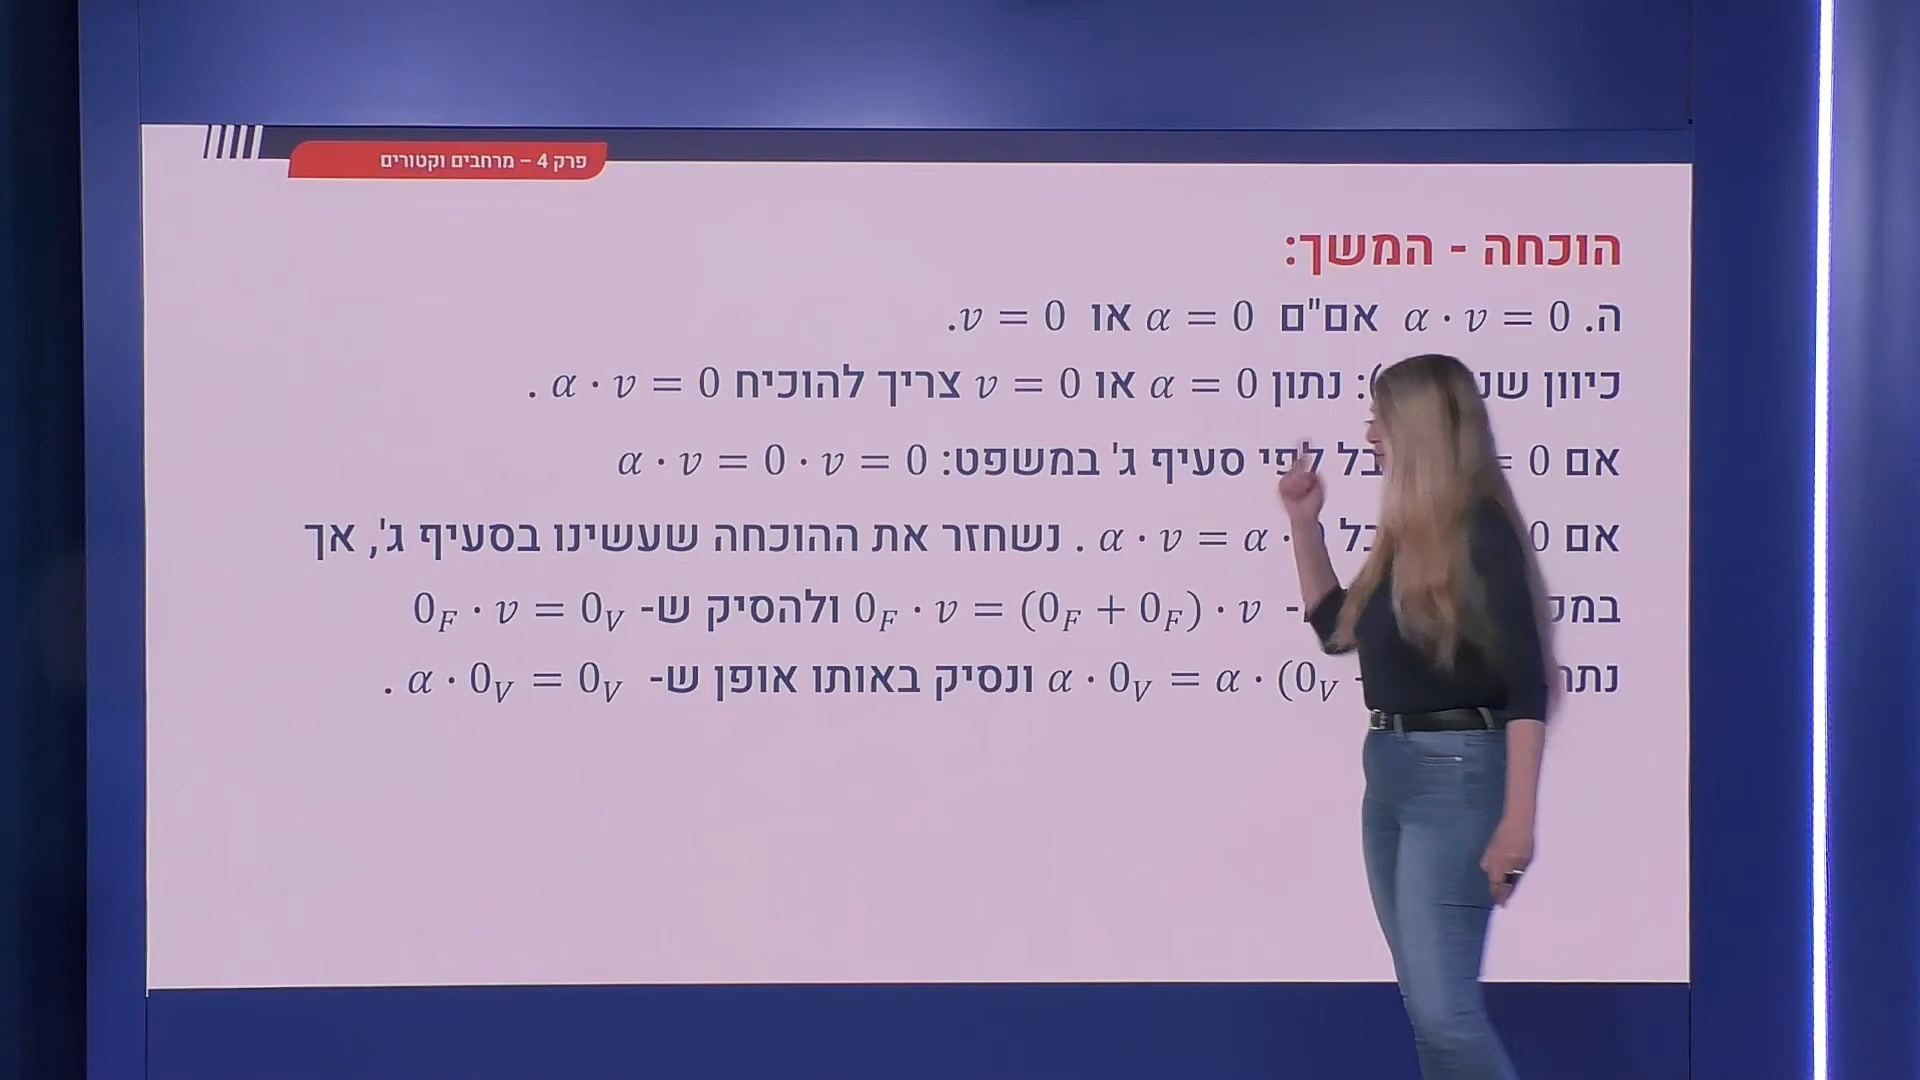 פרק 4 – מרחבים וקטורים
הוכחה - המשך:
ה. α · v = 0 אם"ם α = 0 או v = 0.
כיוון : נתון α = 0 או v = 0 צריך להוכיח α · v = 0 .
אם = 0 לפי סעיף ג' במשפט: α · v = 0 · v = 0
אם 0 α · v = α · . נשחזר את ההוכחה שעשינו בסעיף ג', אך
0_F · v = (0_F + 0_F) · v ולהסיק ש- 0_F · v = 0_V
α · 0_V = α · (0_V ונסיק באותו אופן ש- α · 0_V = 0_V .